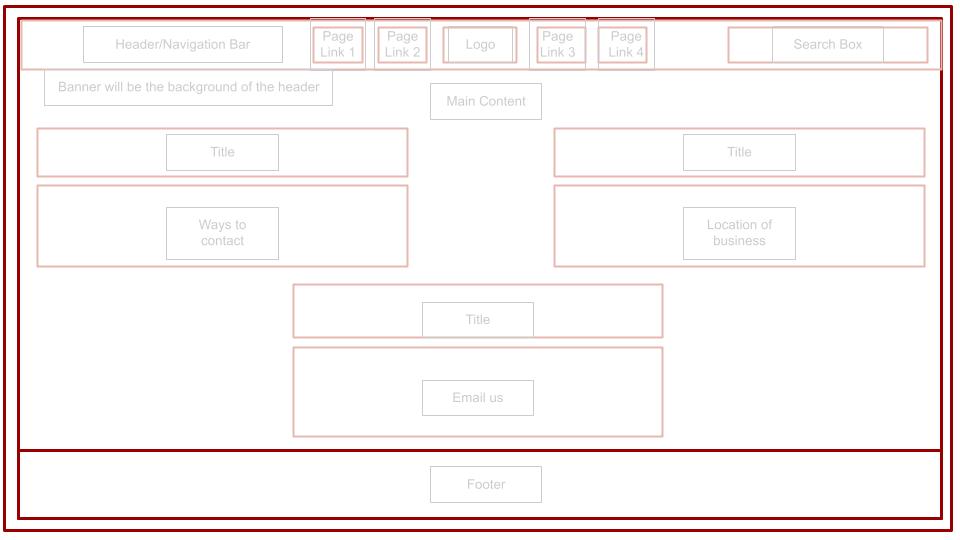 Header/Navigation Bar
Page
Link 1
Page
Link 2
Logo
Page
Link 3
Page
Link 4
Search Box
Banner will be the background of the header
Main Content
Title
Title
Ways to
contact
Location of
business
Title
Email us
Footer